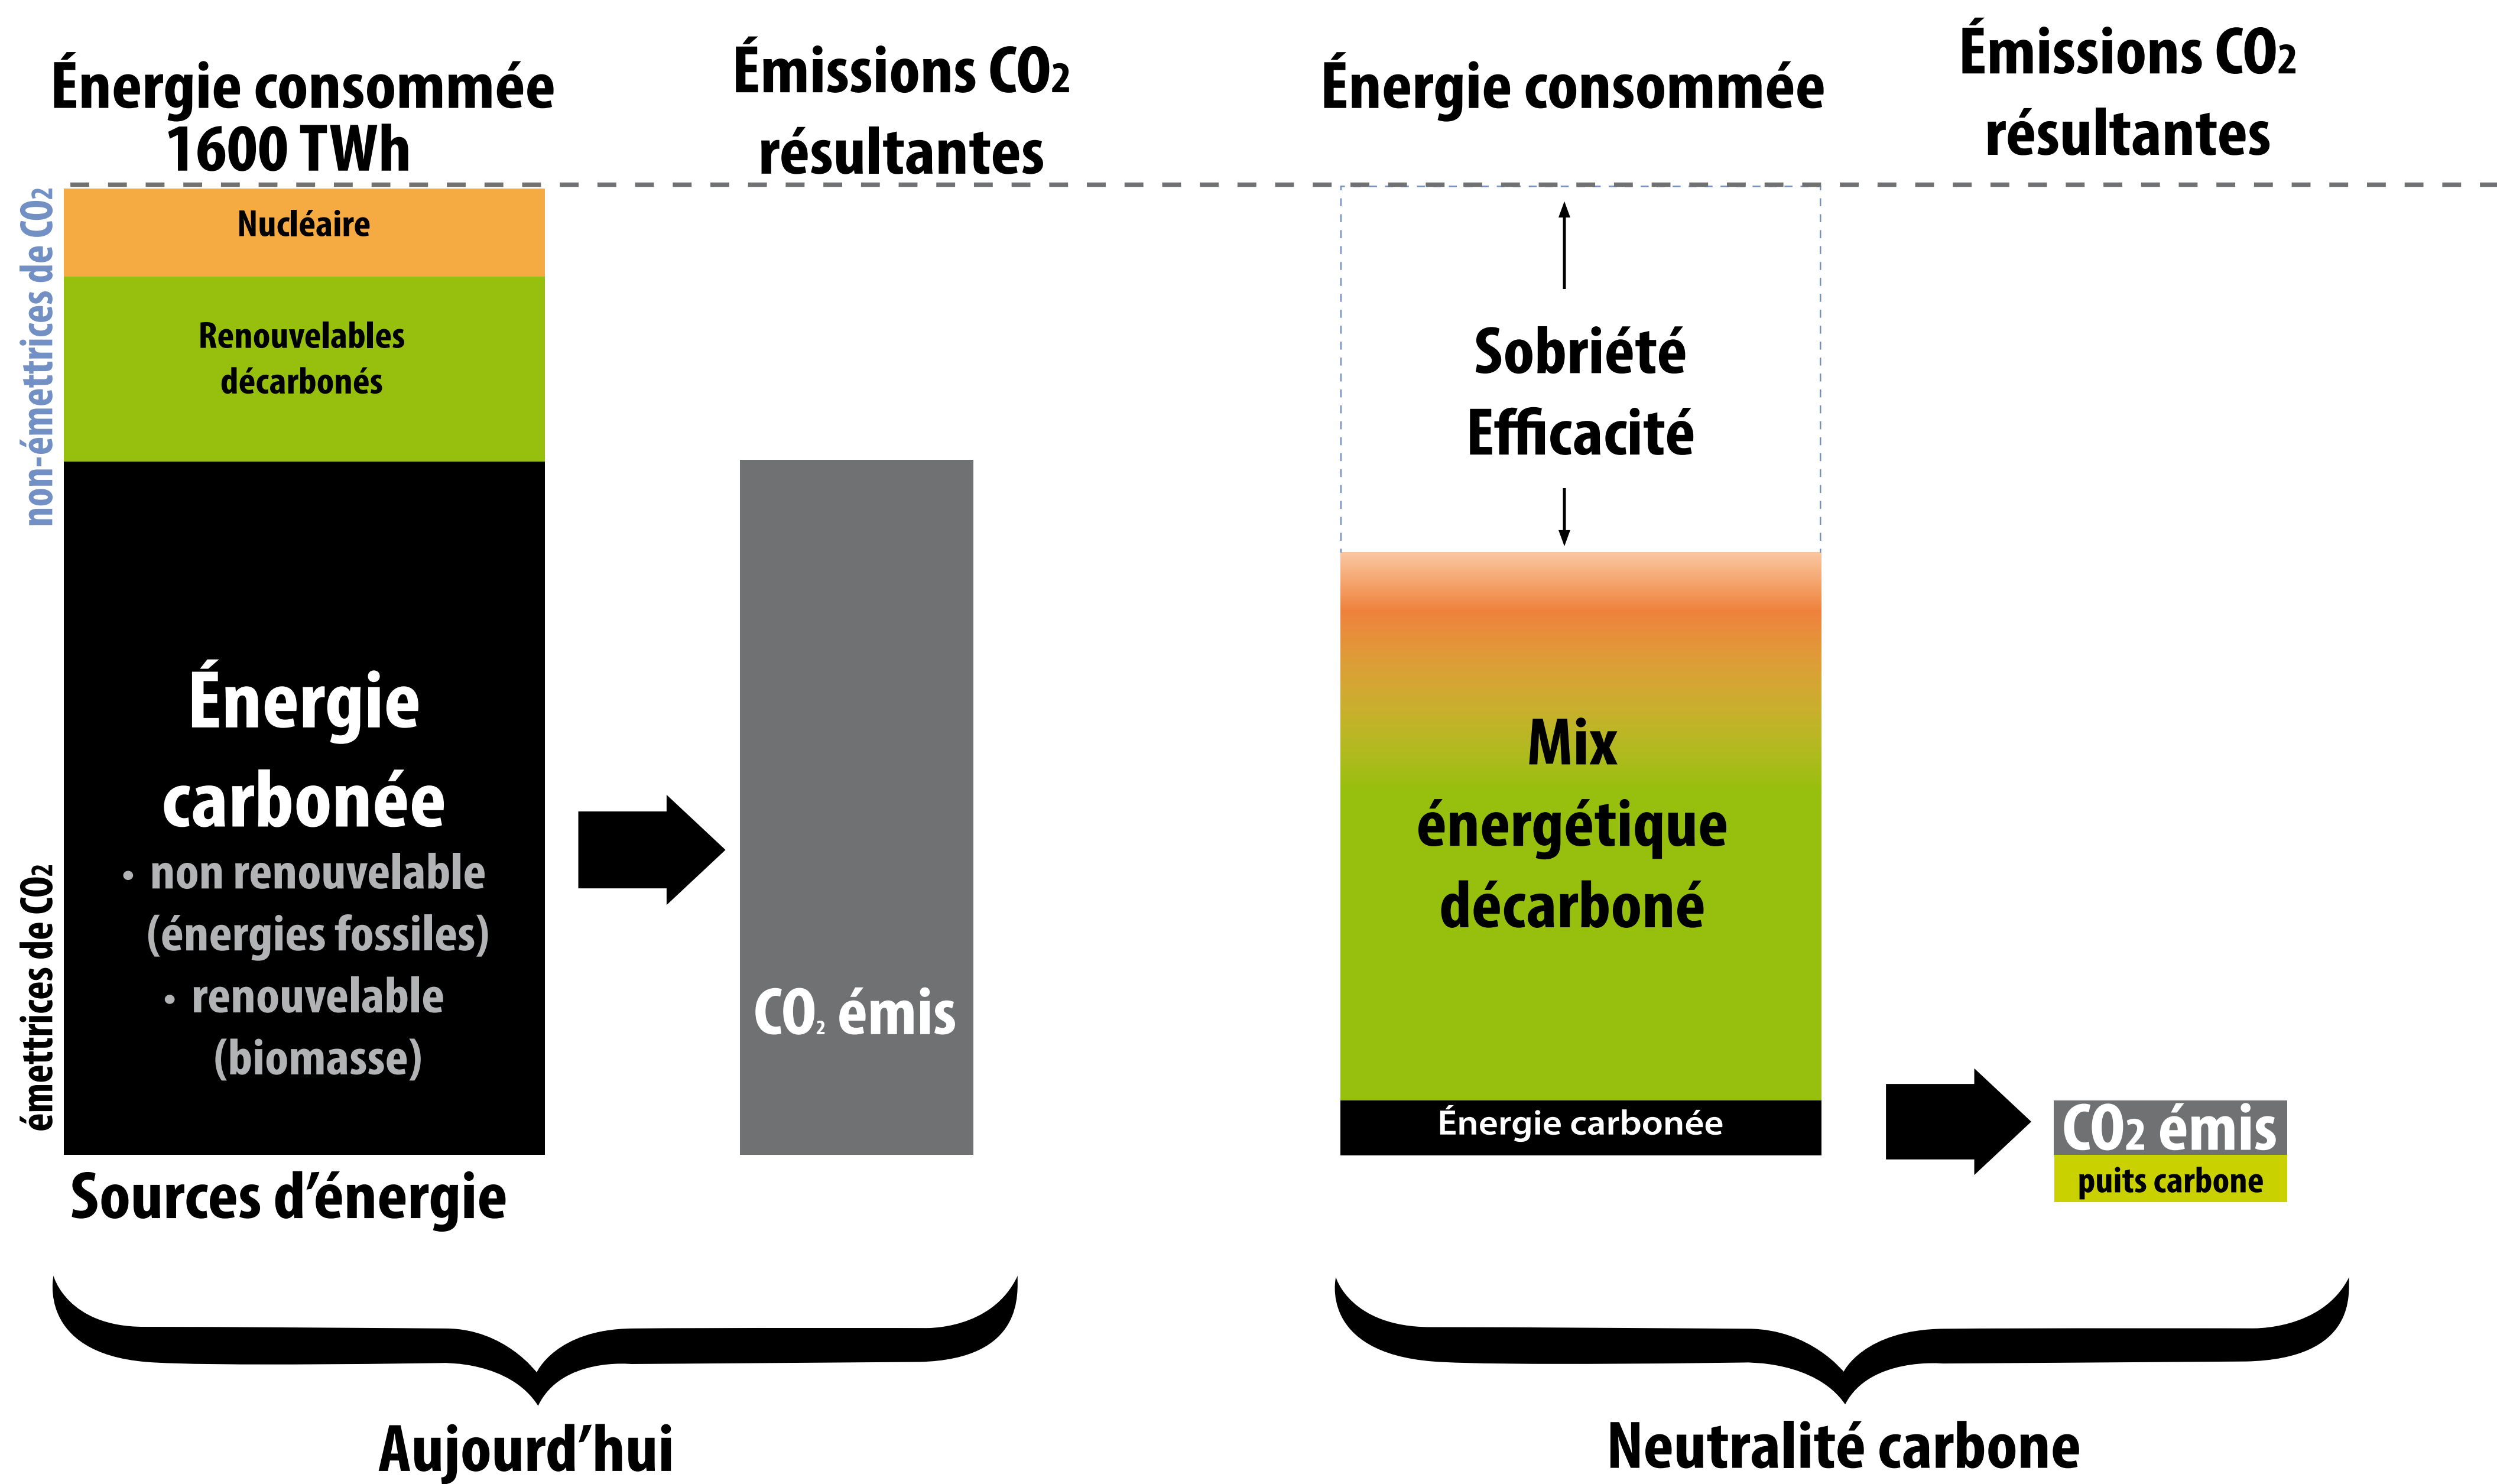 Énergie consommée
1600 TWh
Émissions CO₂
résultantes
Énergie consommée
Émissions CO₂
résultantes
non-émettrices de CO₂
émettrices de CO₂
Nucléaire
Renouvelables
décarbonés
Énergie
carbonée
• non renouvelable
(énergies fossiles)
• renouvelable
(biomasse)
CO₂ émis
Sources d’énergie
Sobriété
Efficacité
Mix
énergétique
décarboné
Énergie carbonée
CO₂ émis
puits carbone
Aujourd’hui
Neutralité carbone